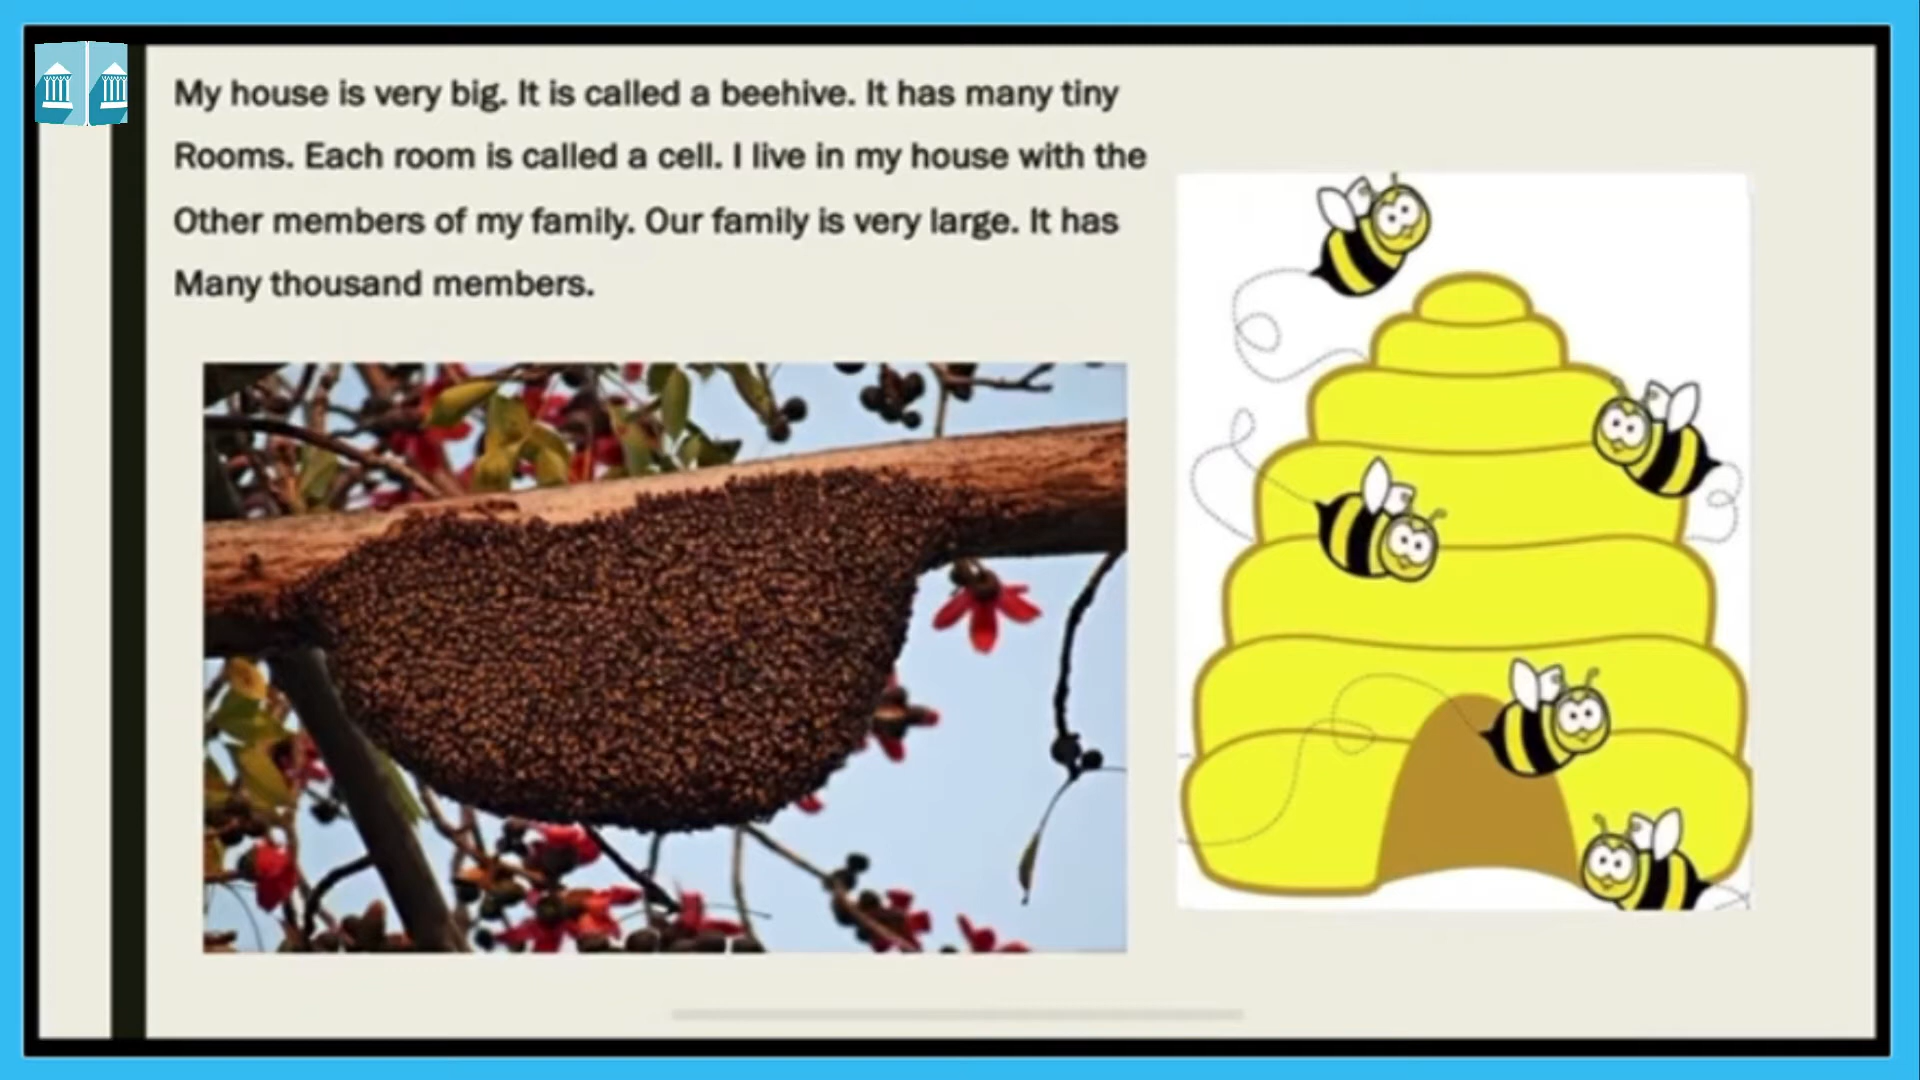 My house is very big. It is called a beehive. It has many tiny
Rooms. Each room is called a cell. I live in my house with the
Other members of my family. Our family is very large. It has
Many thousand members.